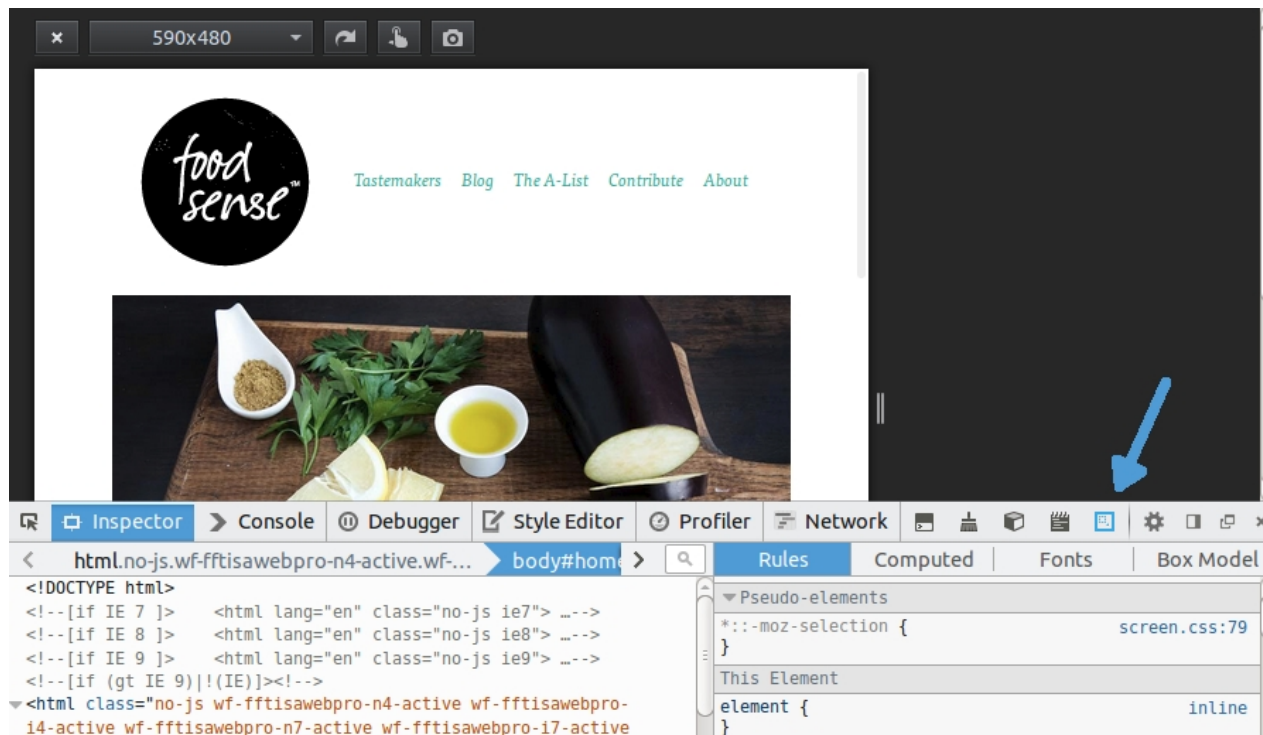 590x480
food
sense™
Tastemakers Blog The A-List Contribute About
Inspector Console Debugger Style Editor Profiler Network
html.no-js.wf-fftisawebpro-n4-active.wf-... body#home
Rules Computed Fonts Box Model
<!DOCTYPE html>
<!--[if IE 7 ]>    <html lang="en" class="no-js ie7"> …-->
<!--[if IE 8 ]>    <html lang="en" class="no-js ie8"> …-->
<!--[if IE 9 ]>    <html lang="en" class="no-js ie9"> …-->
<!--[if (gt IE 9)|!(IE)]><!-->
<html class="no-js wf-fftisawebpro-n4-active wf-fftisawebpro-
i4-active wf-fftisawebpro-n7-active wf-fftisawebpro-i7-active
Pseudo-elements
*::-moz-selection { screen.css:79
}
This Element
element { inline
}